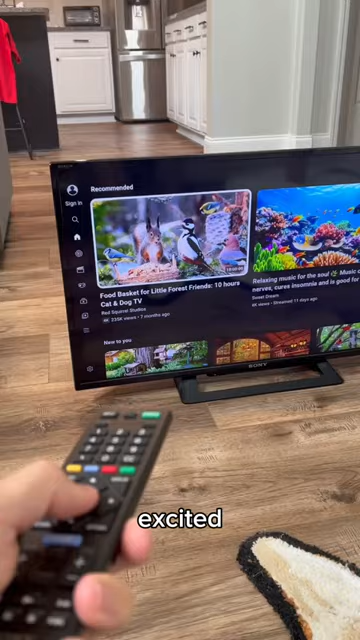 Recommended
Sign in
Food Basket for Little Forest Friends: 10 hours
Cat & Dog TV
Red Squirrel Studios
4K 235K views • 7 months ago
Relaxing music for the soul
Music
nerves, cures insomnia and is good for
Sweet Dream
4K views • Streamed 11 days ago
New to you
SONY
excited